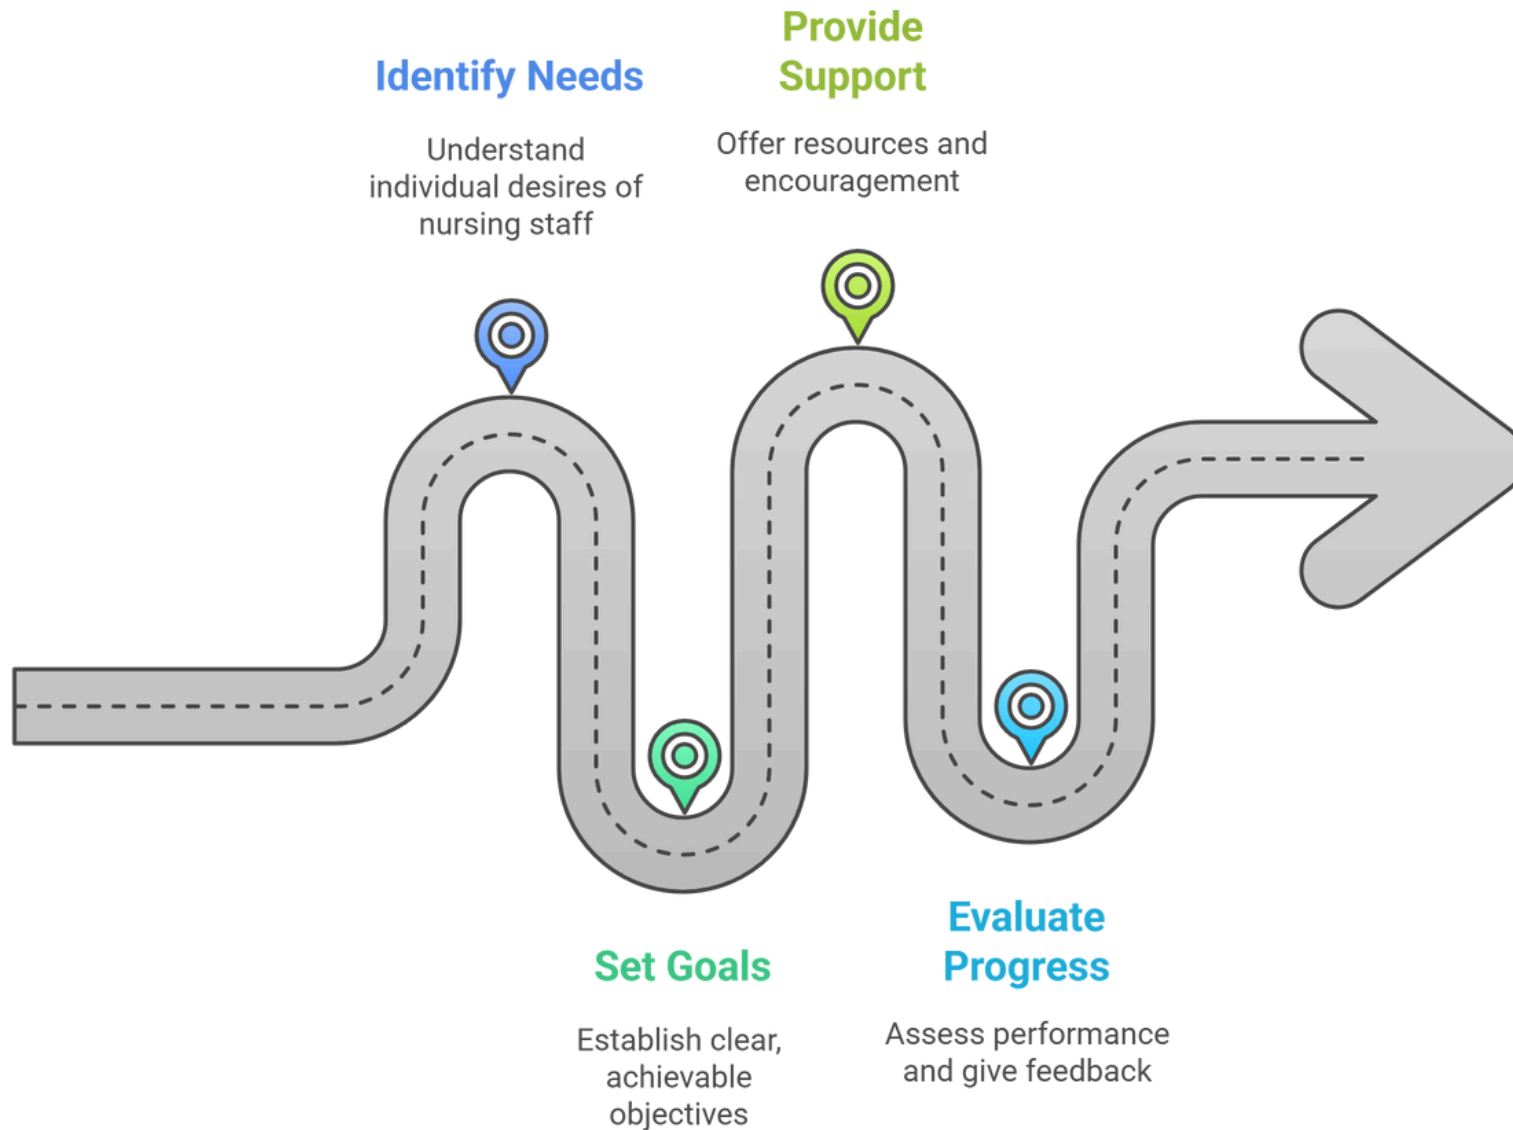 Identify Needs
Understand
individual desires of
nursing staff
Set Goals
Establish clear,
achievable
objectives
Provide
Support
Offer resources and
encouragement
Evaluate
Progress
Assess performance
and give feedback